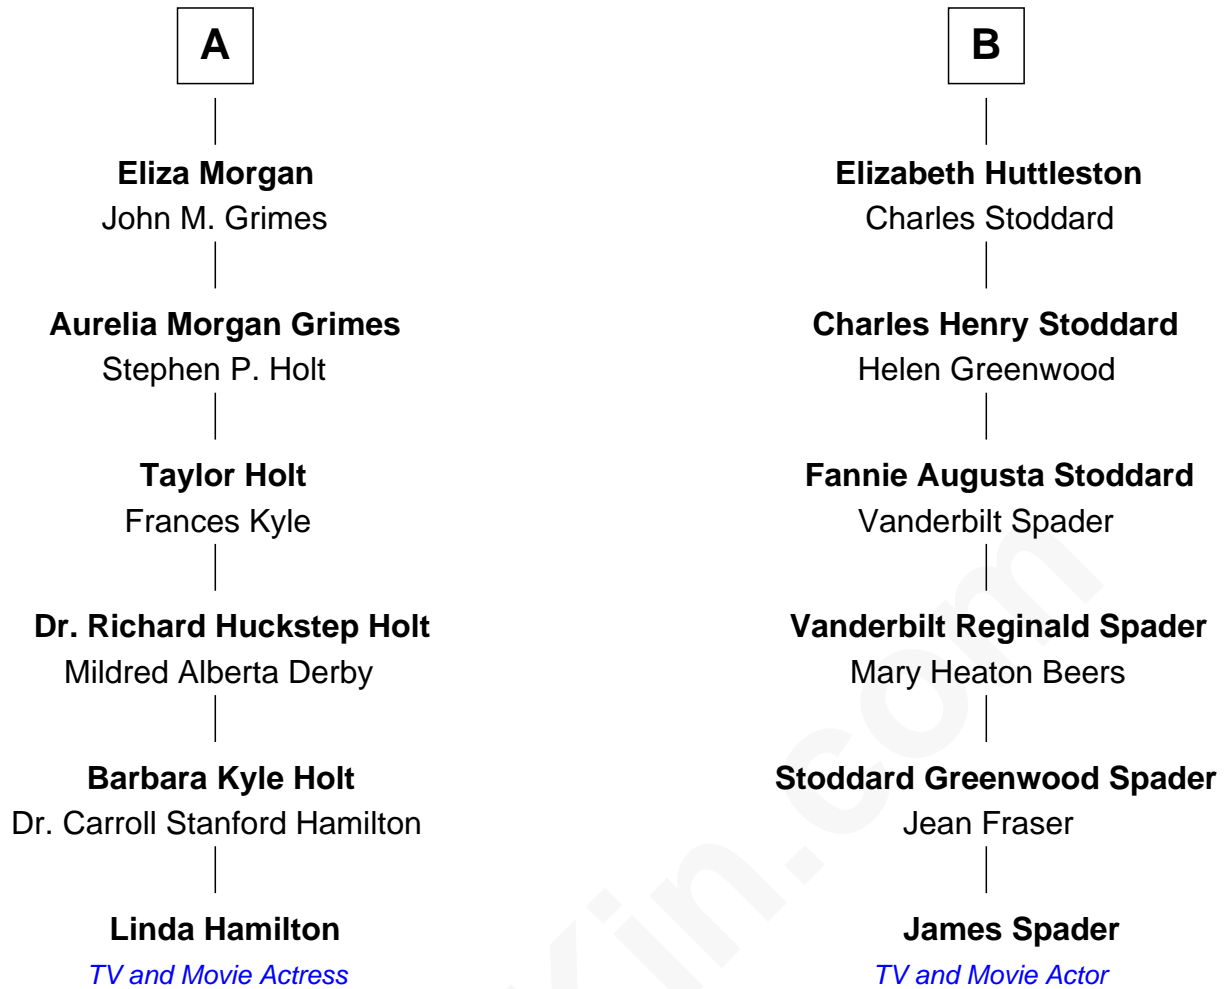 A
Eliza Morgan
John M. Grimes
Aurelia Morgan Grimes
Stephen P. Holt
Taylor Holt
Frances Kyle
Dr. Richard Huckstep Holt
Mildred Alberta Derby
Barbara Kyle Holt
Dr. Carroll Stanford Hamilton
Linda Hamilton
TV and Movie Actress
B
Elizabeth Huttleston
Charles Stoddard
Charles Henry Stoddard
Helen Greenwood
Fannie Augusta Stoddard
Vanderbilt Spader
Vanderbilt Reginald Spader
Mary Heaton Beers
Stoddard Greenwood Spader
Jean Fraser
James Spader
TV and Movie Actor